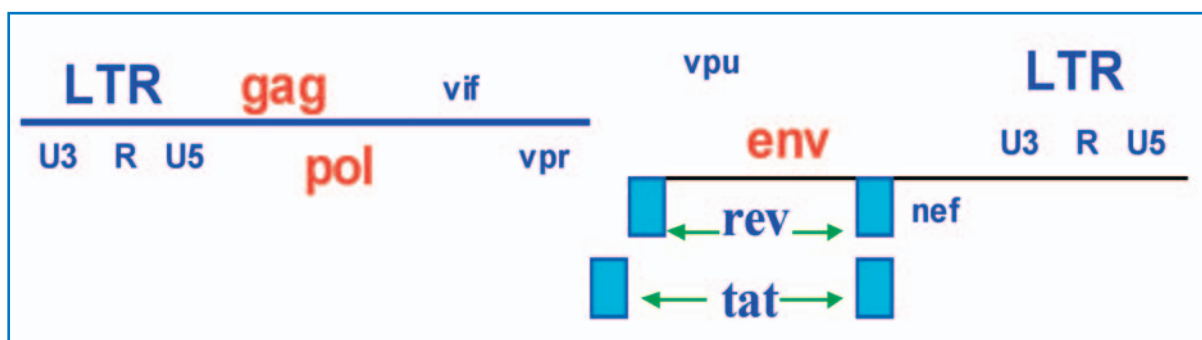 vpu
LTR gag vif LTR
env
U3 R U5 pol vpr U3 R U5
rev nef
tat